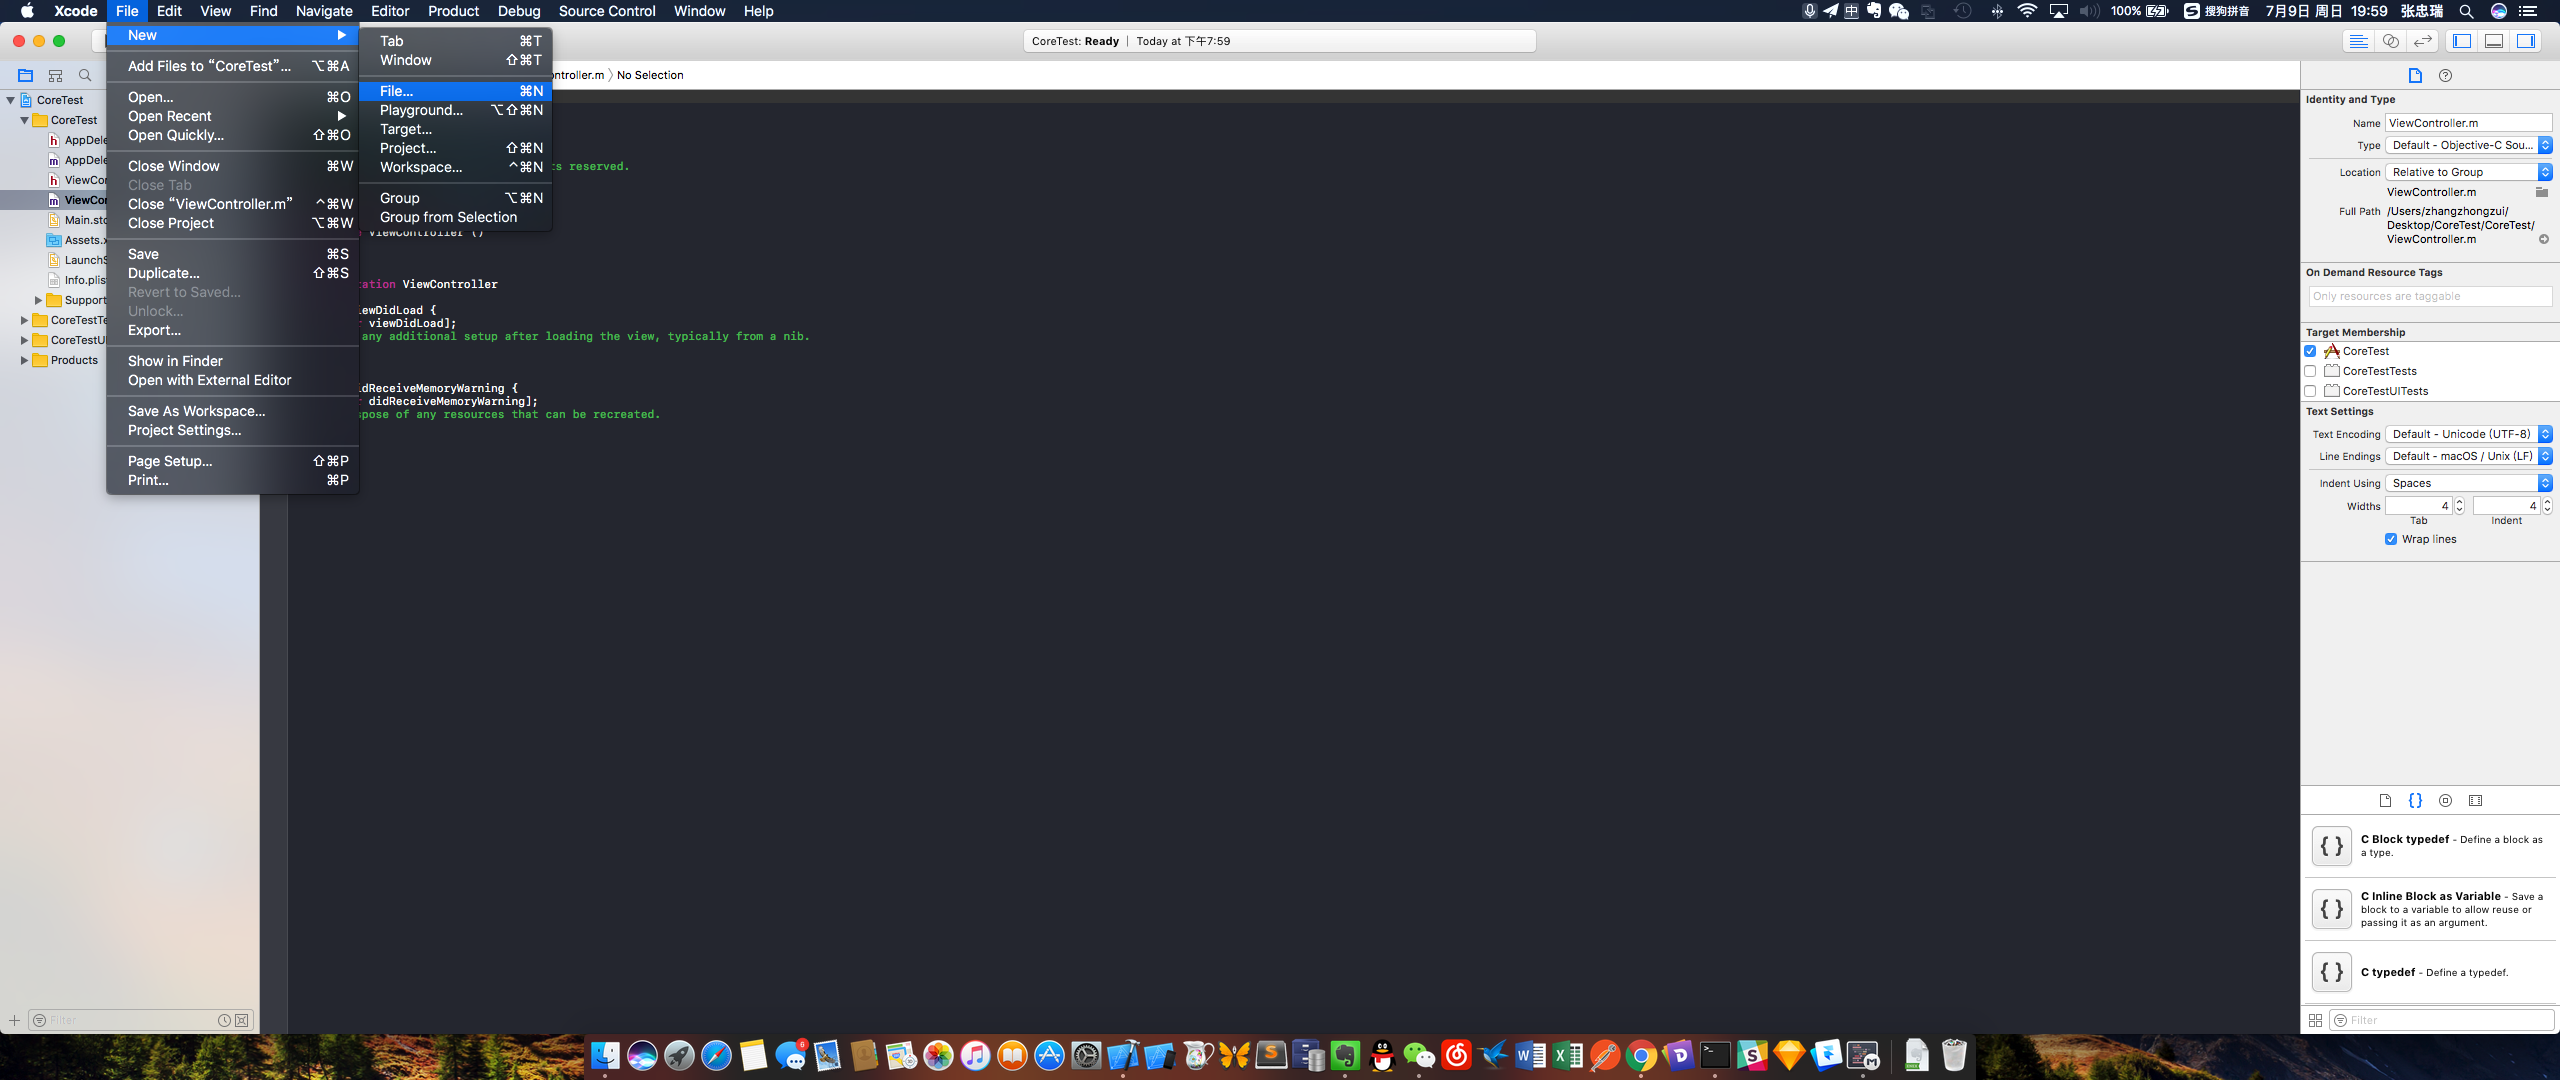 Xcode File Edit View Find Navigate Editor Product Debug Source Control Window Help
中 100% S 搜狗拼音 7月9日 周日 19:59 张忠瑞
CoreTest: Ready | Today at 下午7:59
ntroller.m 〉No Selection
CoreTest
CoreTest
h AppDele
m AppDele
h ViewCor
m ViewCor
Main.sto
Assets.x
LaunchS
Info.plis
Support
CoreTestTe
CoreTestU
Products
Filter
New
Add Files to “CoreTest”... ⌥⌘A
Open... ⌘O
Open Recent
Open Quickly... ⇧⌘O
Close Window ⌘W
Close Tab
Close “ViewController.m” ^⌘W
Close Project ⌥⌘W
Save ⌘S
Duplicate... ⇧⌘S
Revert to Saved...
Unlock...
Export...
Show in Finder
Open with External Editor
Save As Workspace...
Project Settings...
Page Setup... ⇧⌘P
Print... ⌘P
Tab ⌘T
Window ⇧⌘T
File... ⌘N
Playground... ⌥⇧⌘N
Target...
Project... ⇧⌘N
Workspace... ^⌘N
Group ⌥⌘N
Group from Selection
ts reserved.
ViewController ()
tation ViewController
ewDidLoad {
viewDidLoad];
any additional setup after loading the view, typically from a nib.
idReceiveMemoryWarning {
didReceiveMemoryWarning];
spose of any resources that can be recreated.
Identity and Type
Name ViewController.m
Type Default - Objective-C Sou...
Location Relative to Group
ViewController.m
Full Path /Users/zhangzhongzui/
Desktop/CoreTest/CoreTest/
ViewController.m
On Demand Resource Tags
Only resources are taggable
Target Membership
CoreTest
CoreTestTests
CoreTestUITests
Text Settings
Text Encoding Default - Unicode (UTF-8)
Line Endings Default - macOS / Unix (LF)
Indent Using Spaces
Widths 4 4
Tab Indent
Wrap lines
{ } C Block typedef - Define a block as
a type.
{ } C Inline Block as Variable - Save a
block to a variable to allow reuse or
passing it as an argument.
{ } C typedef - Define a typedef.
Filter
6